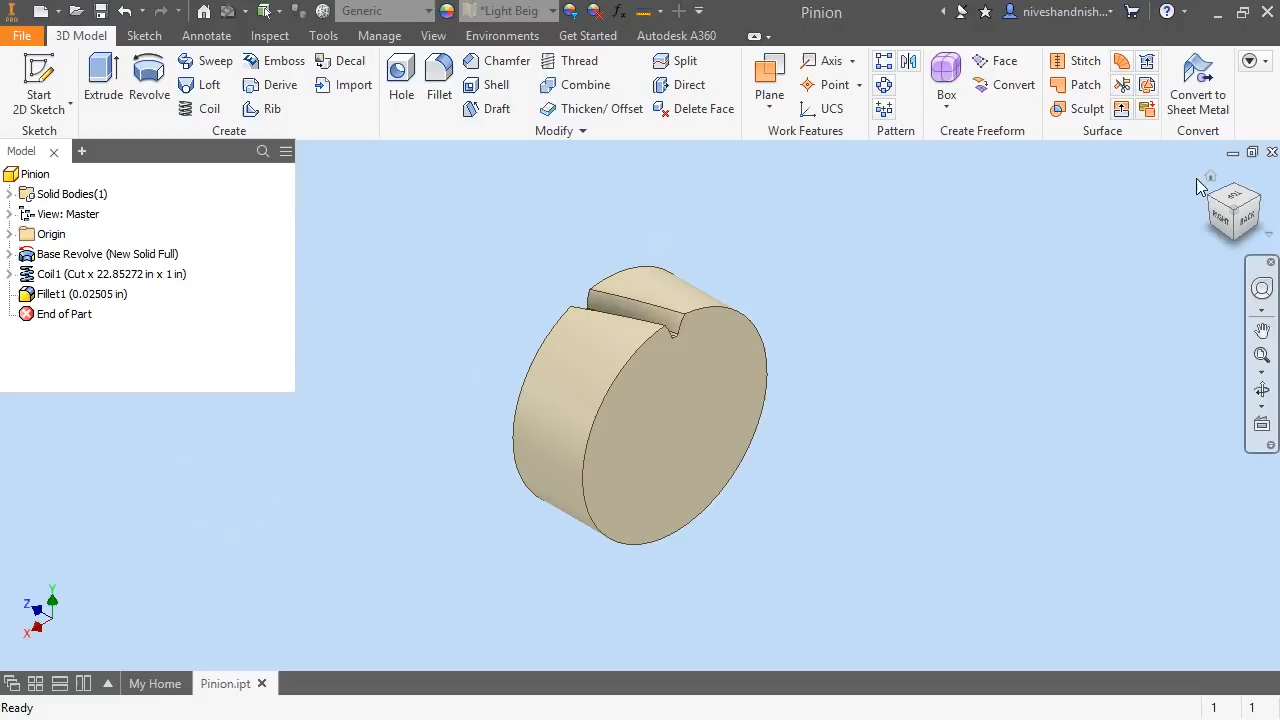 PRO
Generic
*Light Beig
Pinion
niveshandnish...
File
3D Model
Sketch
Annotate
Inspect
Tools
Manage
View
Environments
Get Started
Autodesk A360
Start
2D Sketch
Extrude
Revolve
Sweep
Loft
Coil
Emboss
Derive
Rib
Decal
Import
Hole
Fillet
Chamfer
Shell
Draft
Thread
Combine
Thicken/ Offset
Split
Direct
Delete Face
Plane
Axis
Point
UCS
Box
Face
Convert
Stitch
Patch
Sculpt
Convert to
Sheet Metal
Sketch
Create
Modify
Work Features
Pattern
Create Freeform
Surface
Convert
Model
Pinion
Solid Bodies(1)
View: Master
Origin
Base Revolve (New Solid Full)
Coil1 (Cut x 22.85272 in x 1 in)
Fillet1 (0.02505 in)
End of Part
TOP
RIGHT
BACK
Y
Z
X
My Home
Pinion.ipt
Ready
1
1